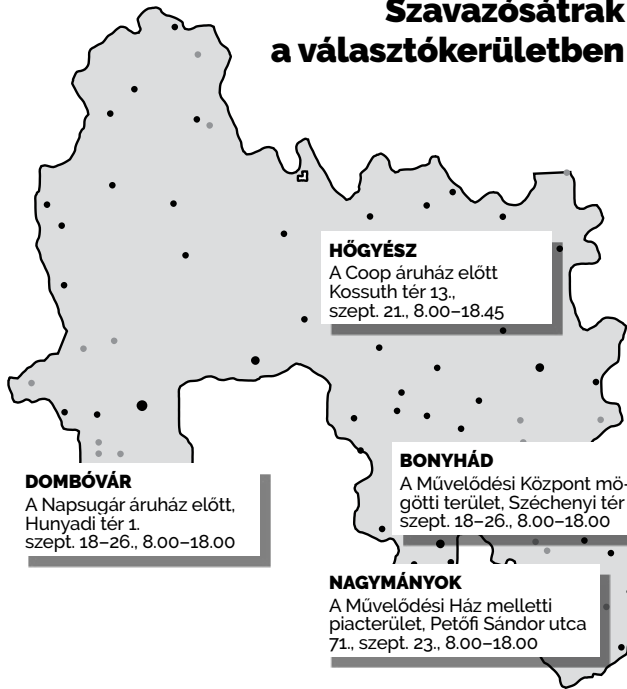 Szavazósátrak
a választókerületben
HŐGYÉSZ
A Coop áruház előtt
Kossuth tér 13.,
szept. 21., 8.00–18.45
BONYHÁD
A Művelődési Központ mö-
götti terület, Széchenyi tér
szept. 18–26., 8.00–18.00
DOMBÓVÁR
A Napsugár áruház előtt,
Hunyadi tér 1.
szept. 18–26., 8.00–18.00
NAGYMÁNYOK
A Művelődési Ház melletti
piacterület, Petőfi Sándor utca
71., szept. 23., 8.00–18.00